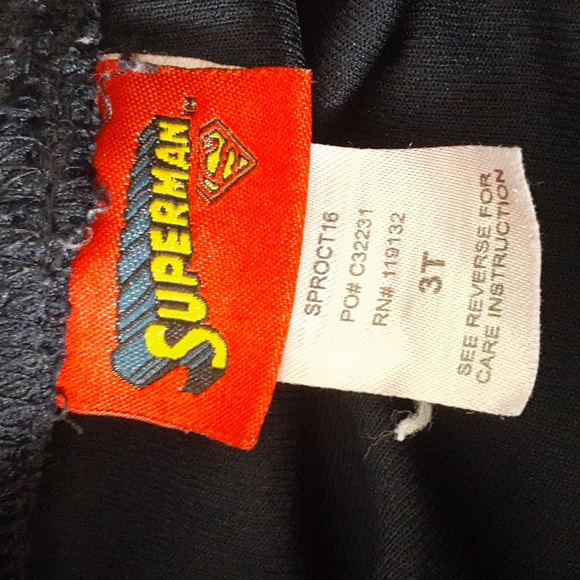 SUPERMAN
SPROCT16
PO# C32231
RN# 119132
3T
SEE REVERSE FOR
CARE INSTRUCTION